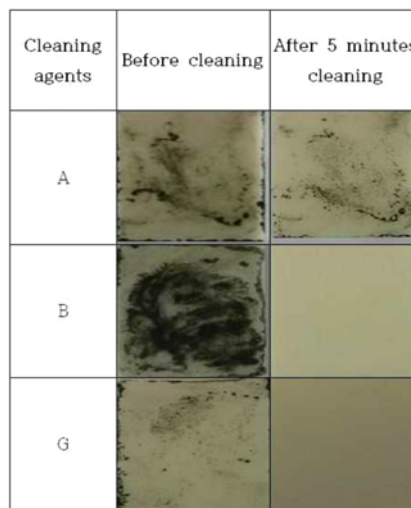 Cleaning
agents
Before cleaning
After 5 minutes
cleaning
A
B
G